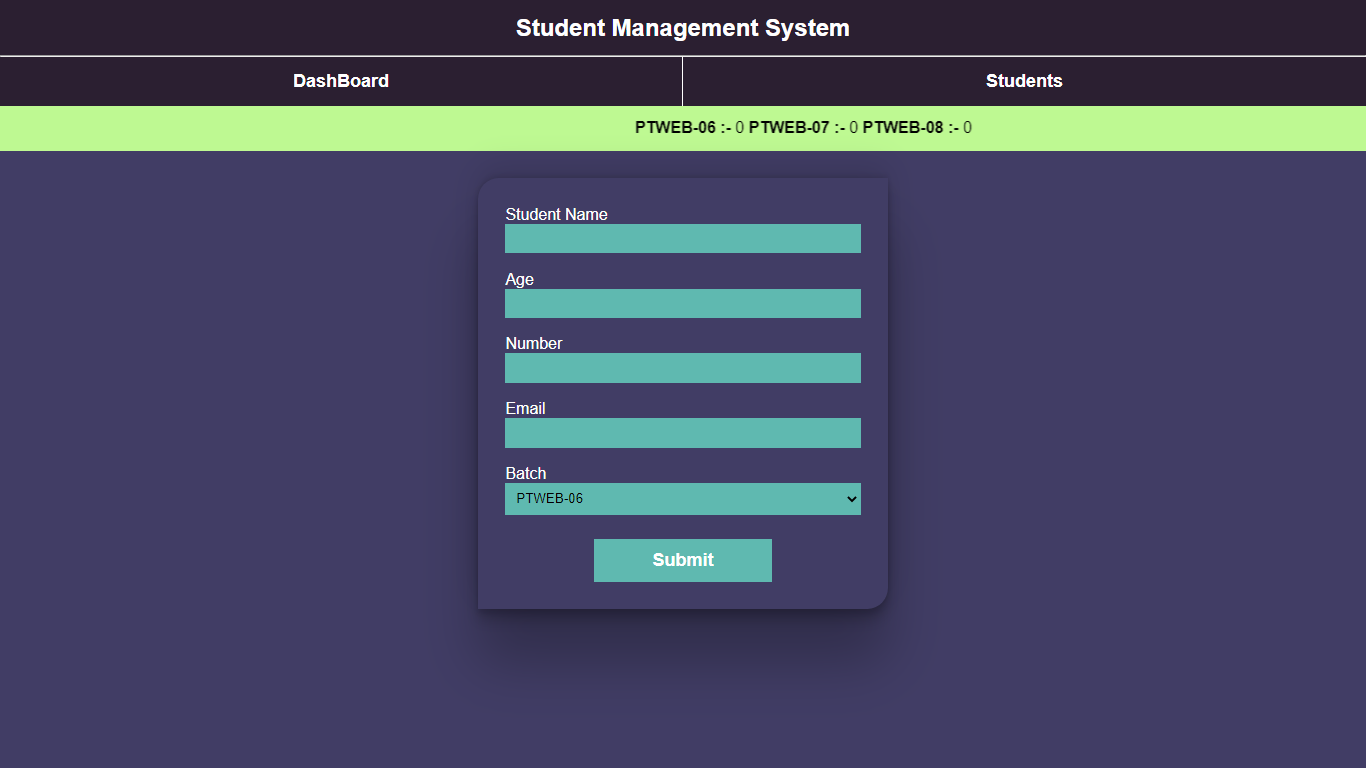 Student Management System
DashBoard Students
PTWEB-06 :- 0 PTWEB-07 :- 0 PTWEB-08 :- 0
Student Name
Age
Number
Email
Batch
PTWEB-06
Submit